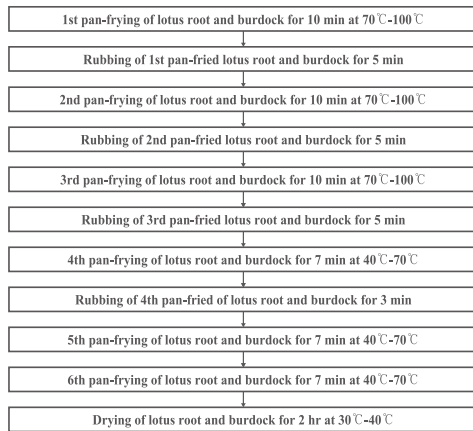 1st pan-frying of lotus root and burdock for 10 min at 70℃-100℃
Rubbing of 1st pan-fried lotus root and burdock for 5 min
2nd pan-frying of lotus root and burdock for 10 min at 70℃-100℃
Rubbing of 2nd pan-fried lotus root and burdock for 5 min
3rd pan-frying of lotus root and burdock for 10 min at 70℃-100℃
Rubbing of 3rd pan-fried lotus root and burdock for 5 min
4th pan-frying of lotus root and burdock for 7 min at 40℃-70℃
Rubbing of 4th pan-fried of lotus root and burdock for 3 min
5th pan-frying of lotus root and burdock for 7 min at 40℃-70℃
6th pan-frying of lotus root and burdock for 7 min at 40℃-70℃
Drying of lotus root and burdock for 2 hr at 30℃-40℃